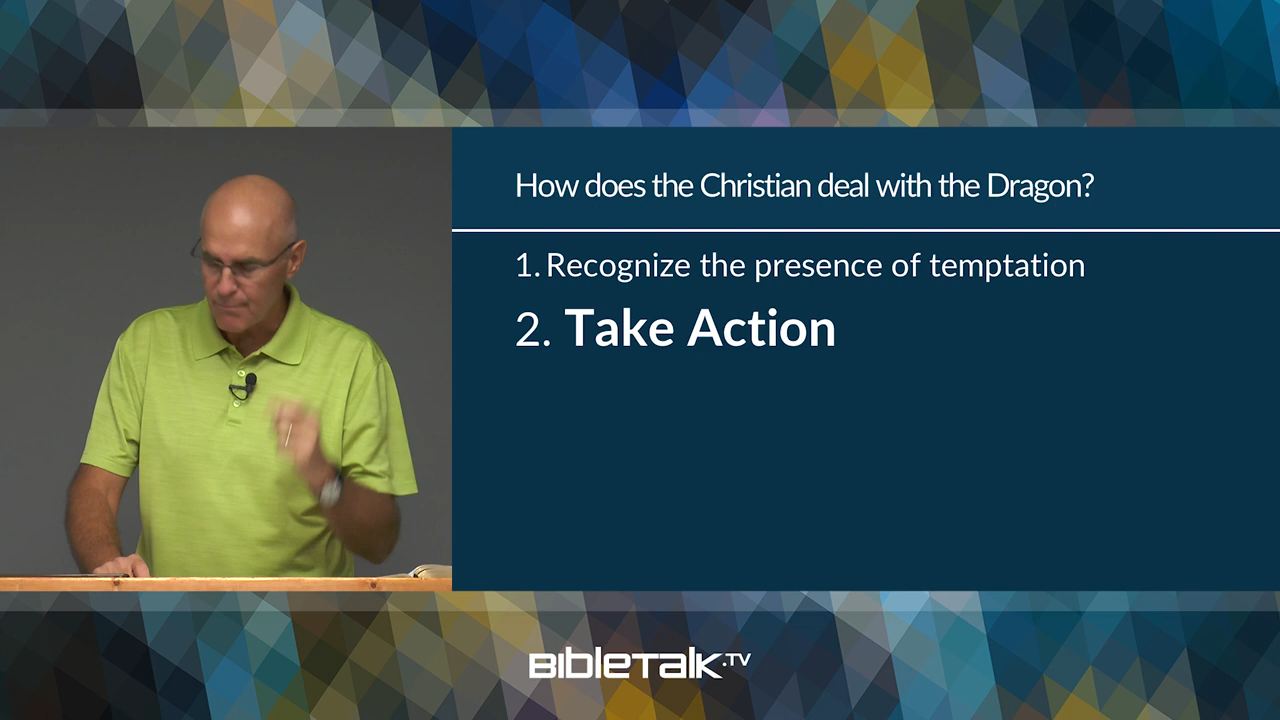 How does the Christian deal with the Dragon?
1. Recognize the presence of temptation
2. Take Action
BibleTalk.TV